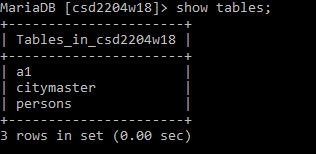 MariaDB [csd2204w18]> show tables;
+----------------------+
| Tables_in_csd2204w18 |
+----------------------+
| a1                   |
| citymaster           |
| persons              |
+----------------------+
3 rows in set (0.00 sec)